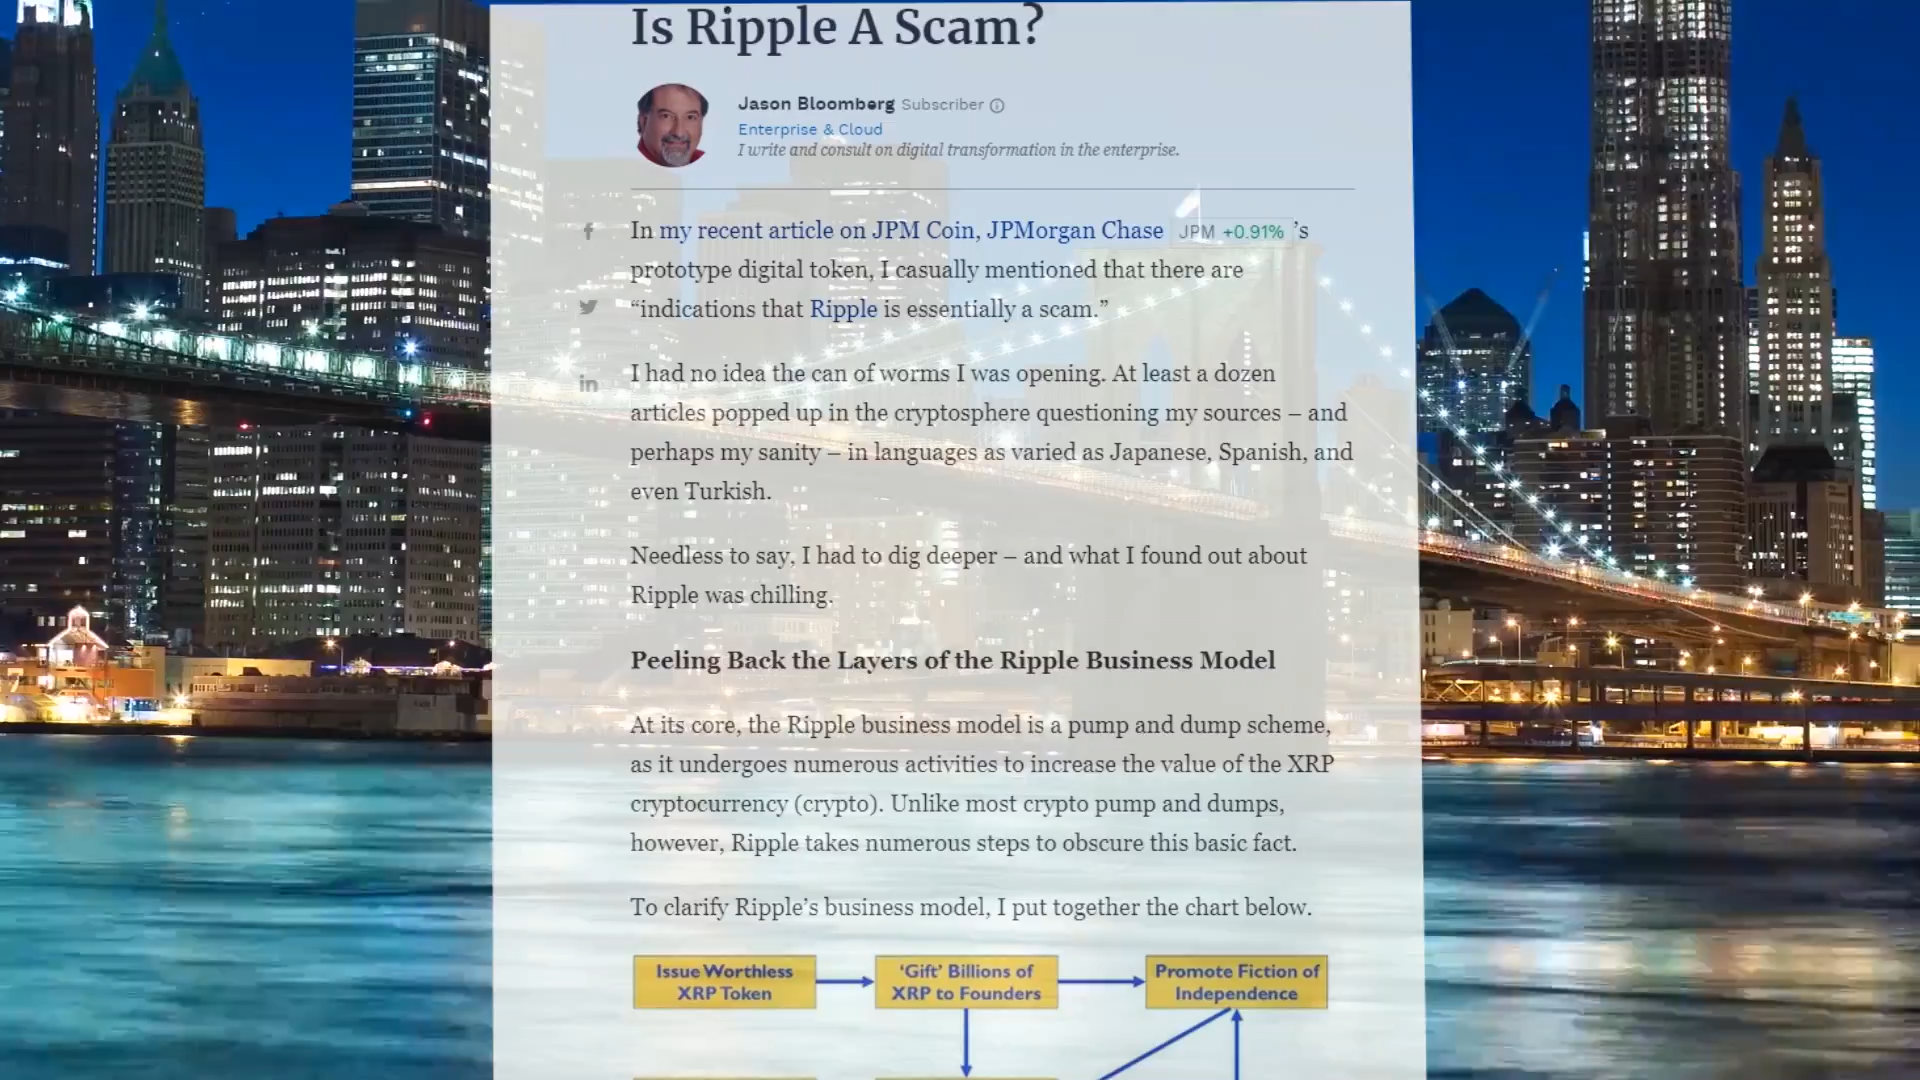 Is Ripple A Scam?
Jason Bloomberg Subscriber
Enterprise & Cloud
I write and consult on digital transformation in the enterprise.
In my recent article on JPM Coin, JPMorgan Chase JPM +0.91% ’s
prototype digital token, I casually mentioned that there are
“indications that Ripple is essentially a scam.”
I had no idea the can of worms I was opening. At least a dozen
articles popped up in the cryptosphere questioning my sources – and
perhaps my sanity – in languages as varied as Japanese, Spanish, and
even Turkish.
Needless to say, I had to dig deeper – and what I found out about
Ripple was chilling.
Peeling Back the Layers of the Ripple Business Model
At its core, the Ripple business model is a pump and dump scheme,
as it undergoes numerous activities to increase the value of the XRP
cryptocurrency (crypto). Unlike most crypto pump and dumps,
however, Ripple takes numerous steps to obscure this basic fact.
To clarify Ripple’s business model, I put together the chart below.
Issue Worthless
XRP Token
‘Gift’ Billions of
XRP to Founders
Promote Fiction of
Independence